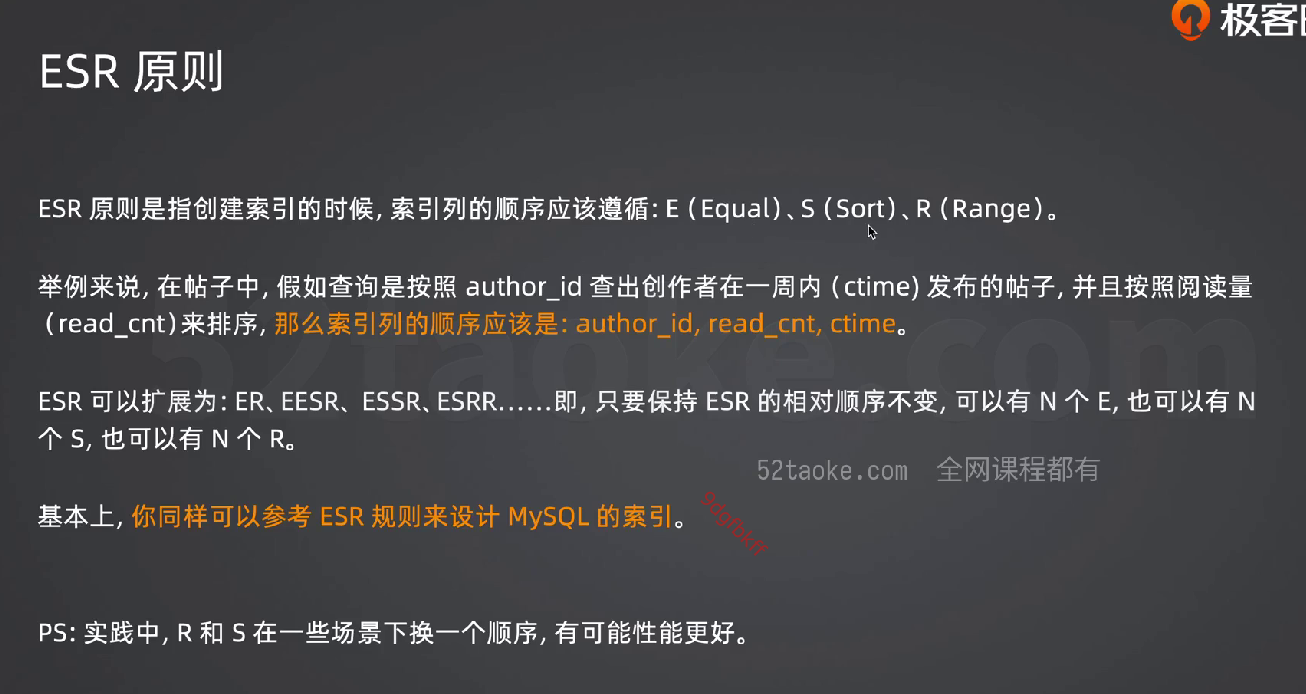 极客
ESR 原则
ESR 原则是指创建索引的时候, 索引列的顺序应该遵循: E (Equal)、S (Sort)、R (Range)。
举例来说, 在帖子中, 假如查询是按照 author_id 查出创作者在一周内 (ctime) 发布的帖子, 并且按照阅读量
(read_cnt)来排序, 那么索引列的顺序应该是: author_id, read_cnt, ctime。
52taoke.com
ESR 可以扩展为: ER、EESR、 ESSR、ESRR……即, 只要保持 ESR 的相对顺序不变, 可以有 N 个 E, 也可以有 N
个 S, 也可以有 N 个 R。
52taoke.com 全网课程都有
基本上, 你同样可以参考 ESR 规则来设计 MySQL 的索引。
PS: 实践中, R 和 S 在一些场景下换一个顺序, 有可能性能更好。